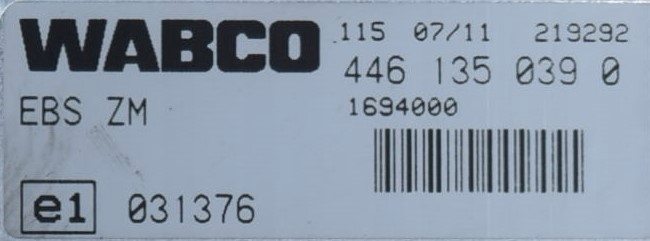 WABCO
.115 07/11 219292
446 135 039 0
EBS ZM
1694000
e1 031376